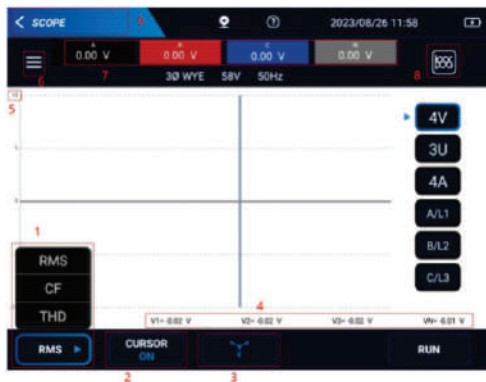 SCOPE
2023/08/26 11:58
A B C N
0.00 V 0.00 V 0.00 V 0.00 V
6 7 3Ø WYE 58V 50Hz 8
5
4V
3U
4A
A/L1
B/L2
C/L3
1
RMS
CF
THD
4
V1= -0.02 V V2= -0.02 V V3= -0.02 V VN= -0.01 V
RMS
CURSOR
ON
RUN
2 3